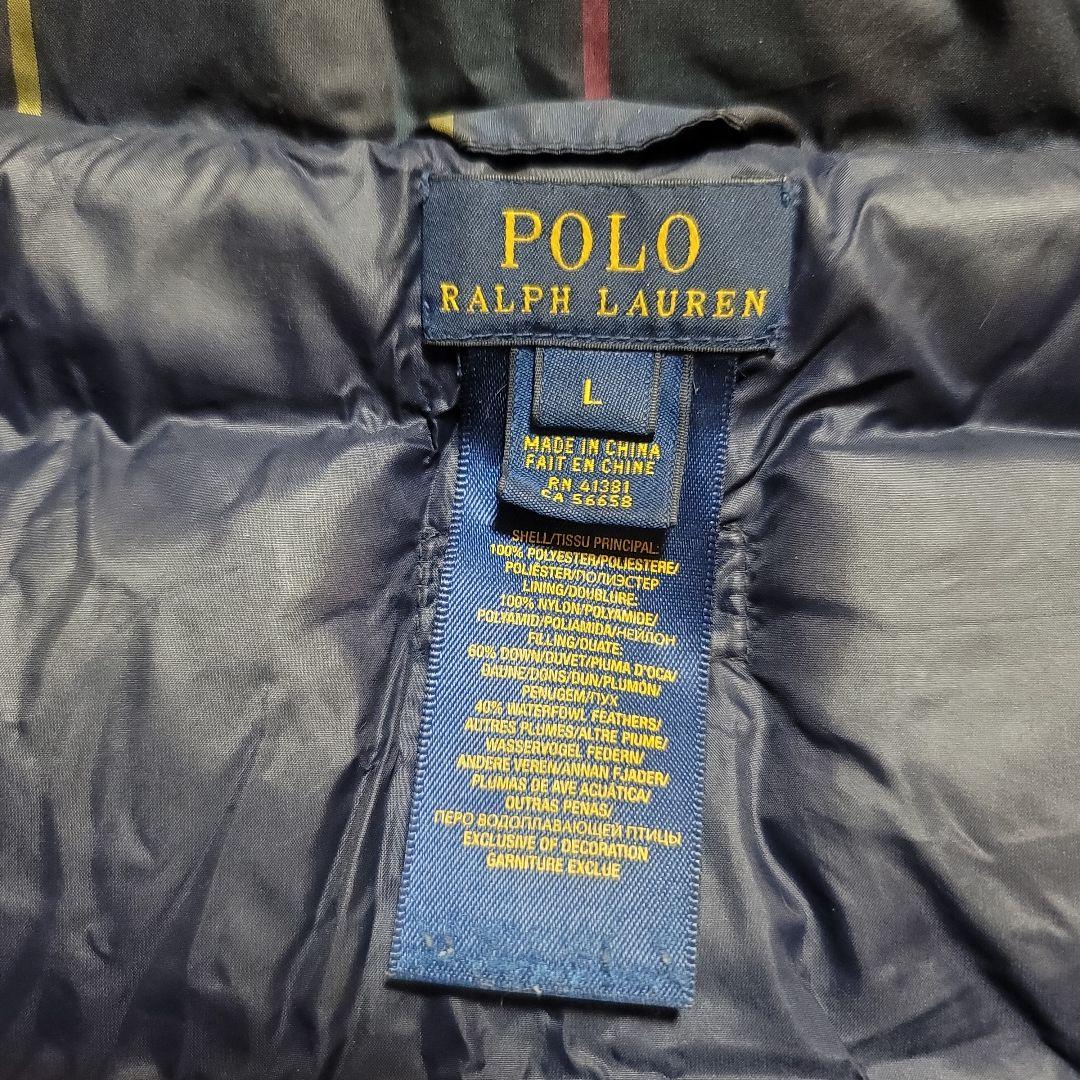 POLO
RALPH LAUREN
L
MADE IN CHINA
FAIT EN CHINE
RN 41381
CA 56658
SHELL/TISSU PRINCIPAL:
100% POLYESTER/POLIESTERE/
POLIÉSTER/ПОЛИЭСТЕР
LINING/DOUBLURE:
100% NYLON/POLYAMIDE/
POLYAMID/POLIAMIDA/НЕЙЛОН
FILLING/OUATE:
60% DOWN/DUVET/PIUMA D'OCA/
DAUNE/DONS/DUN/PLUMÓN/
PENUGEM/ПУХ
40% WATERFOWL FEATHERS/
AUTRES PLUMES/ALTRE PIUME/
WASSERVOGEL FEDERN/
ANDERE VEREN/ANNAN FJADER/
PLUMAS DE AVE ACUÁTICA/
OUTRAS PENAS/
ПЕРО ВОДОПЛАВАЮЩЕЙ ПТИЦЫ
EXCLUSIVE OF DECORATION
GARNITURE EXCLUE